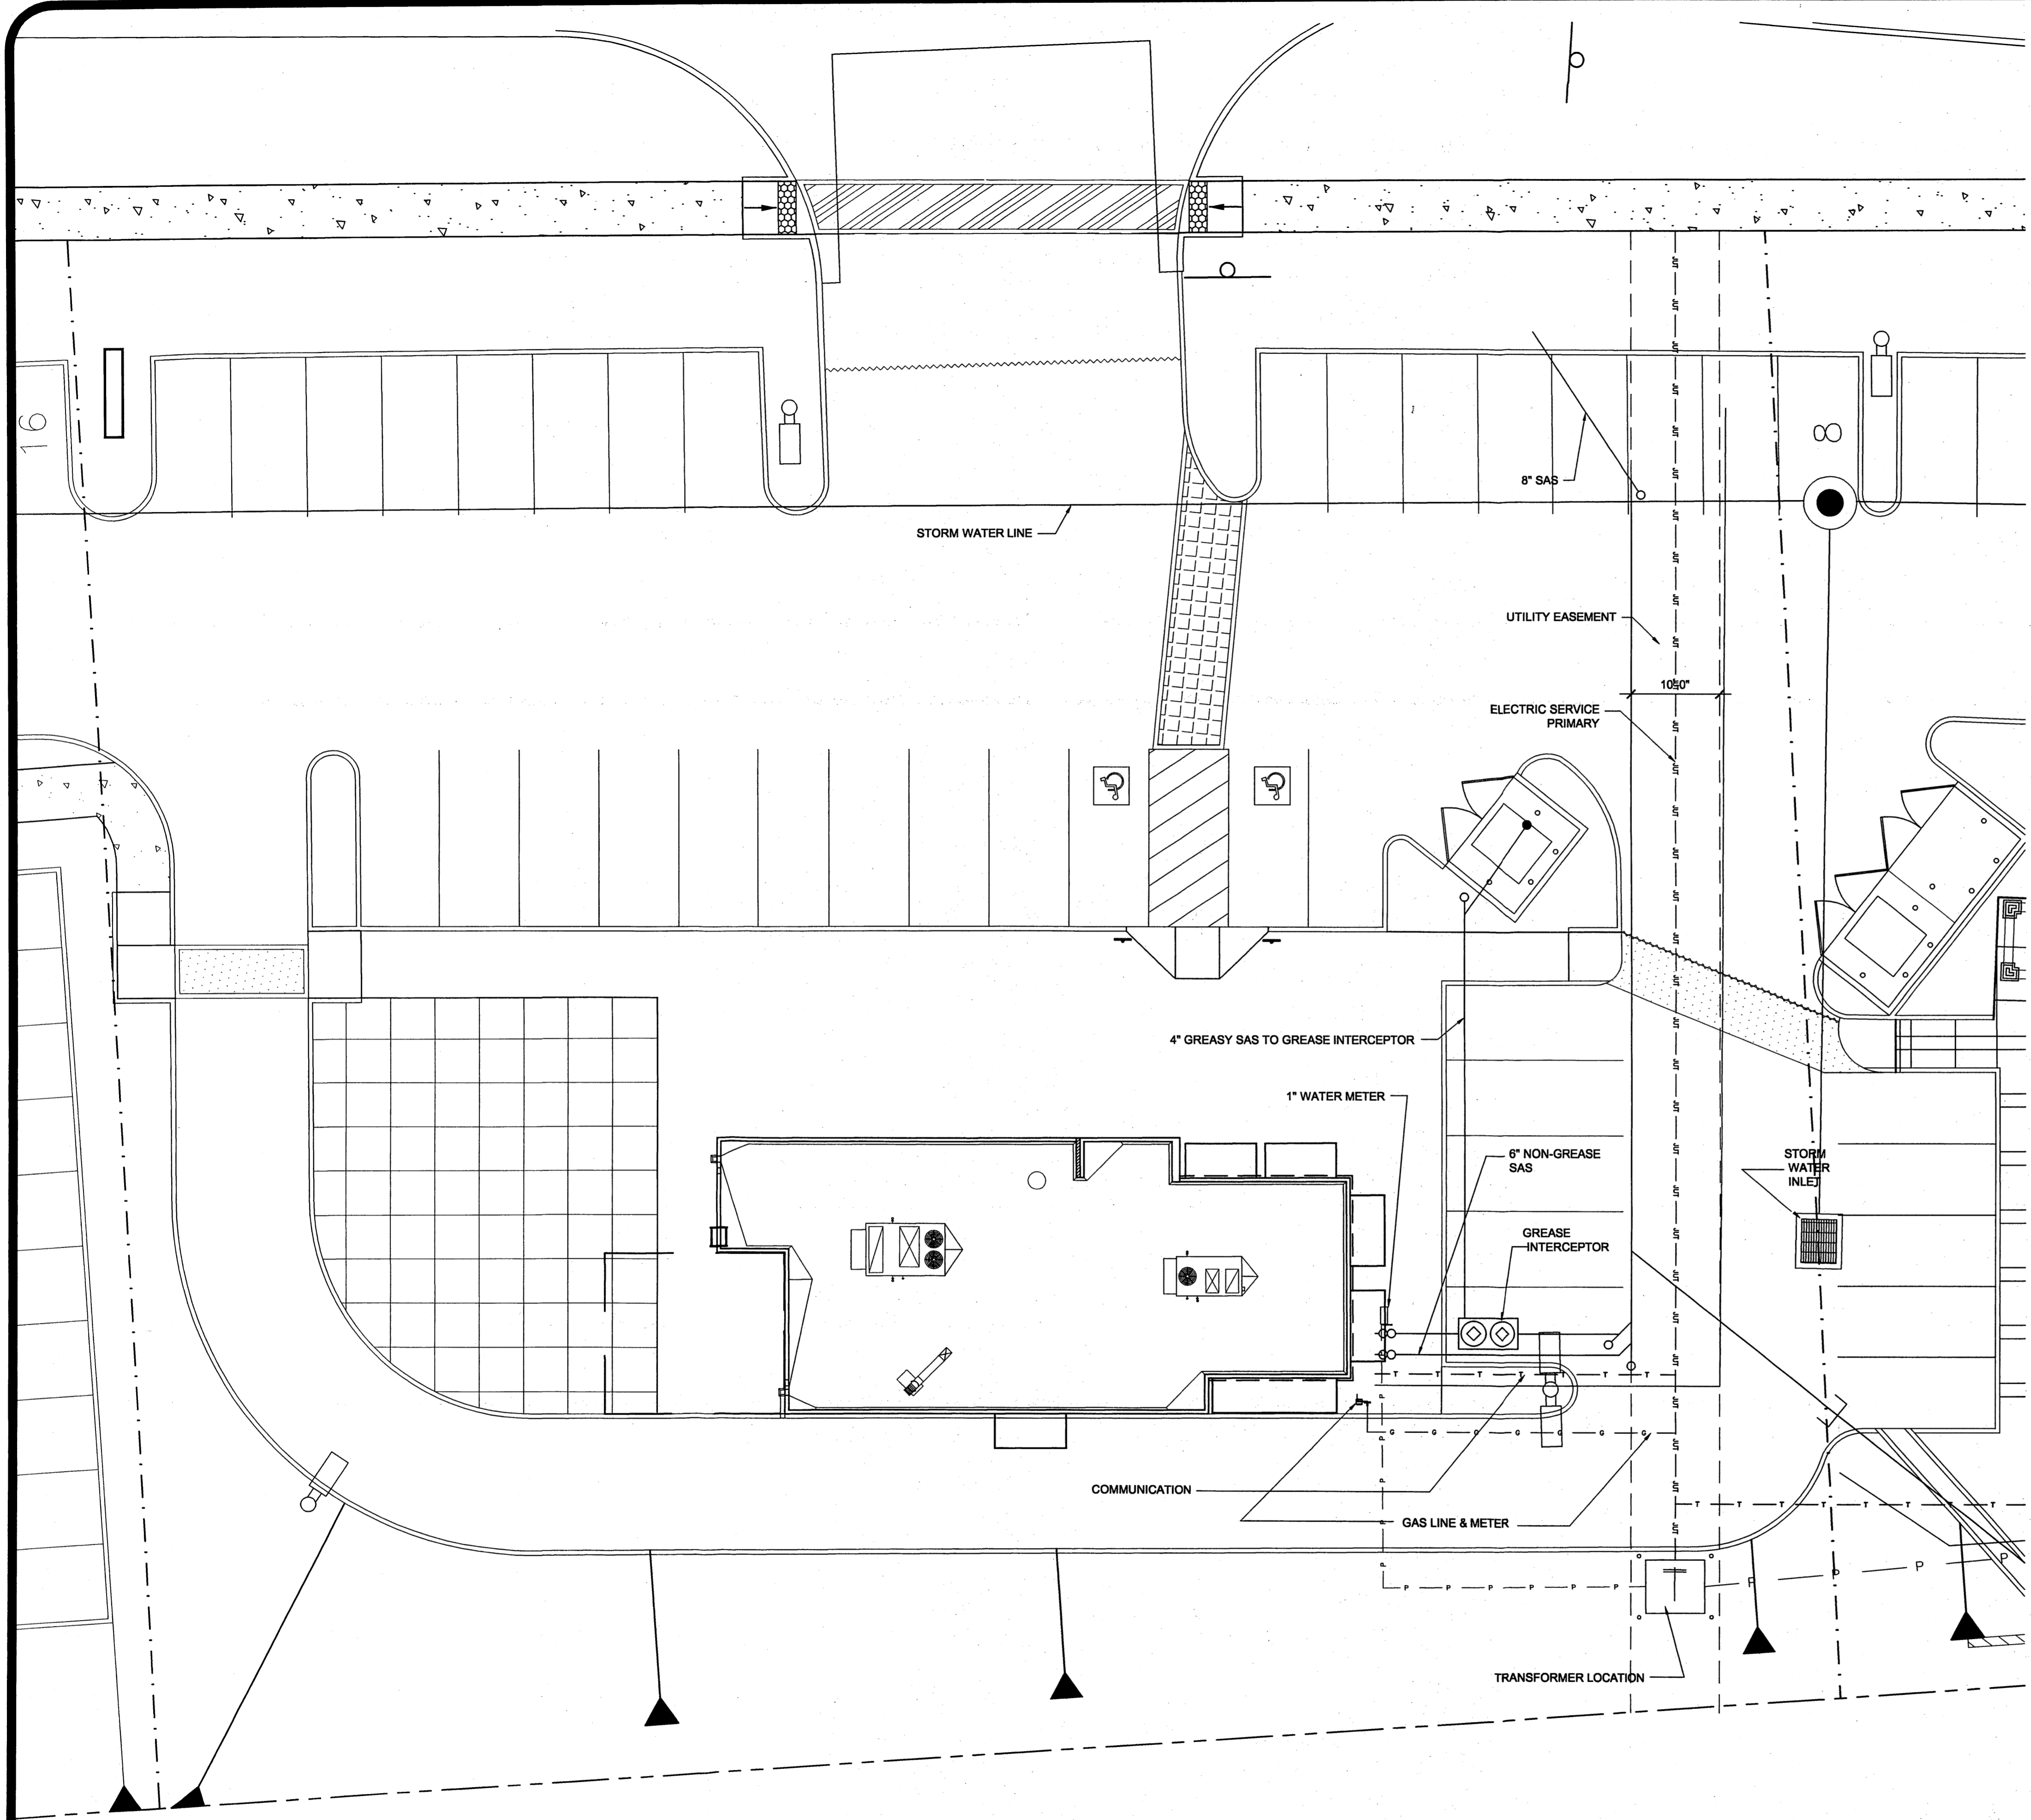 16
8
8" SAS
STORM WATER LINE
UTILITY EASEMENT
10'-0"
ELECTRIC SERVICE
PRIMARY
4" GREASY SAS TO GREASE INTERCEPTOR
1" WATER METER
6" NON-GREASE
SAS
STORM
WATER
INLET
GREASE
INTERCEPTOR
T T T T T T T
G G G G G G G
COMMUNICATION
GAS LINE & METER
T T T T T T T T
P P P P P P
P P P P
TRANSFORMER LOCATION